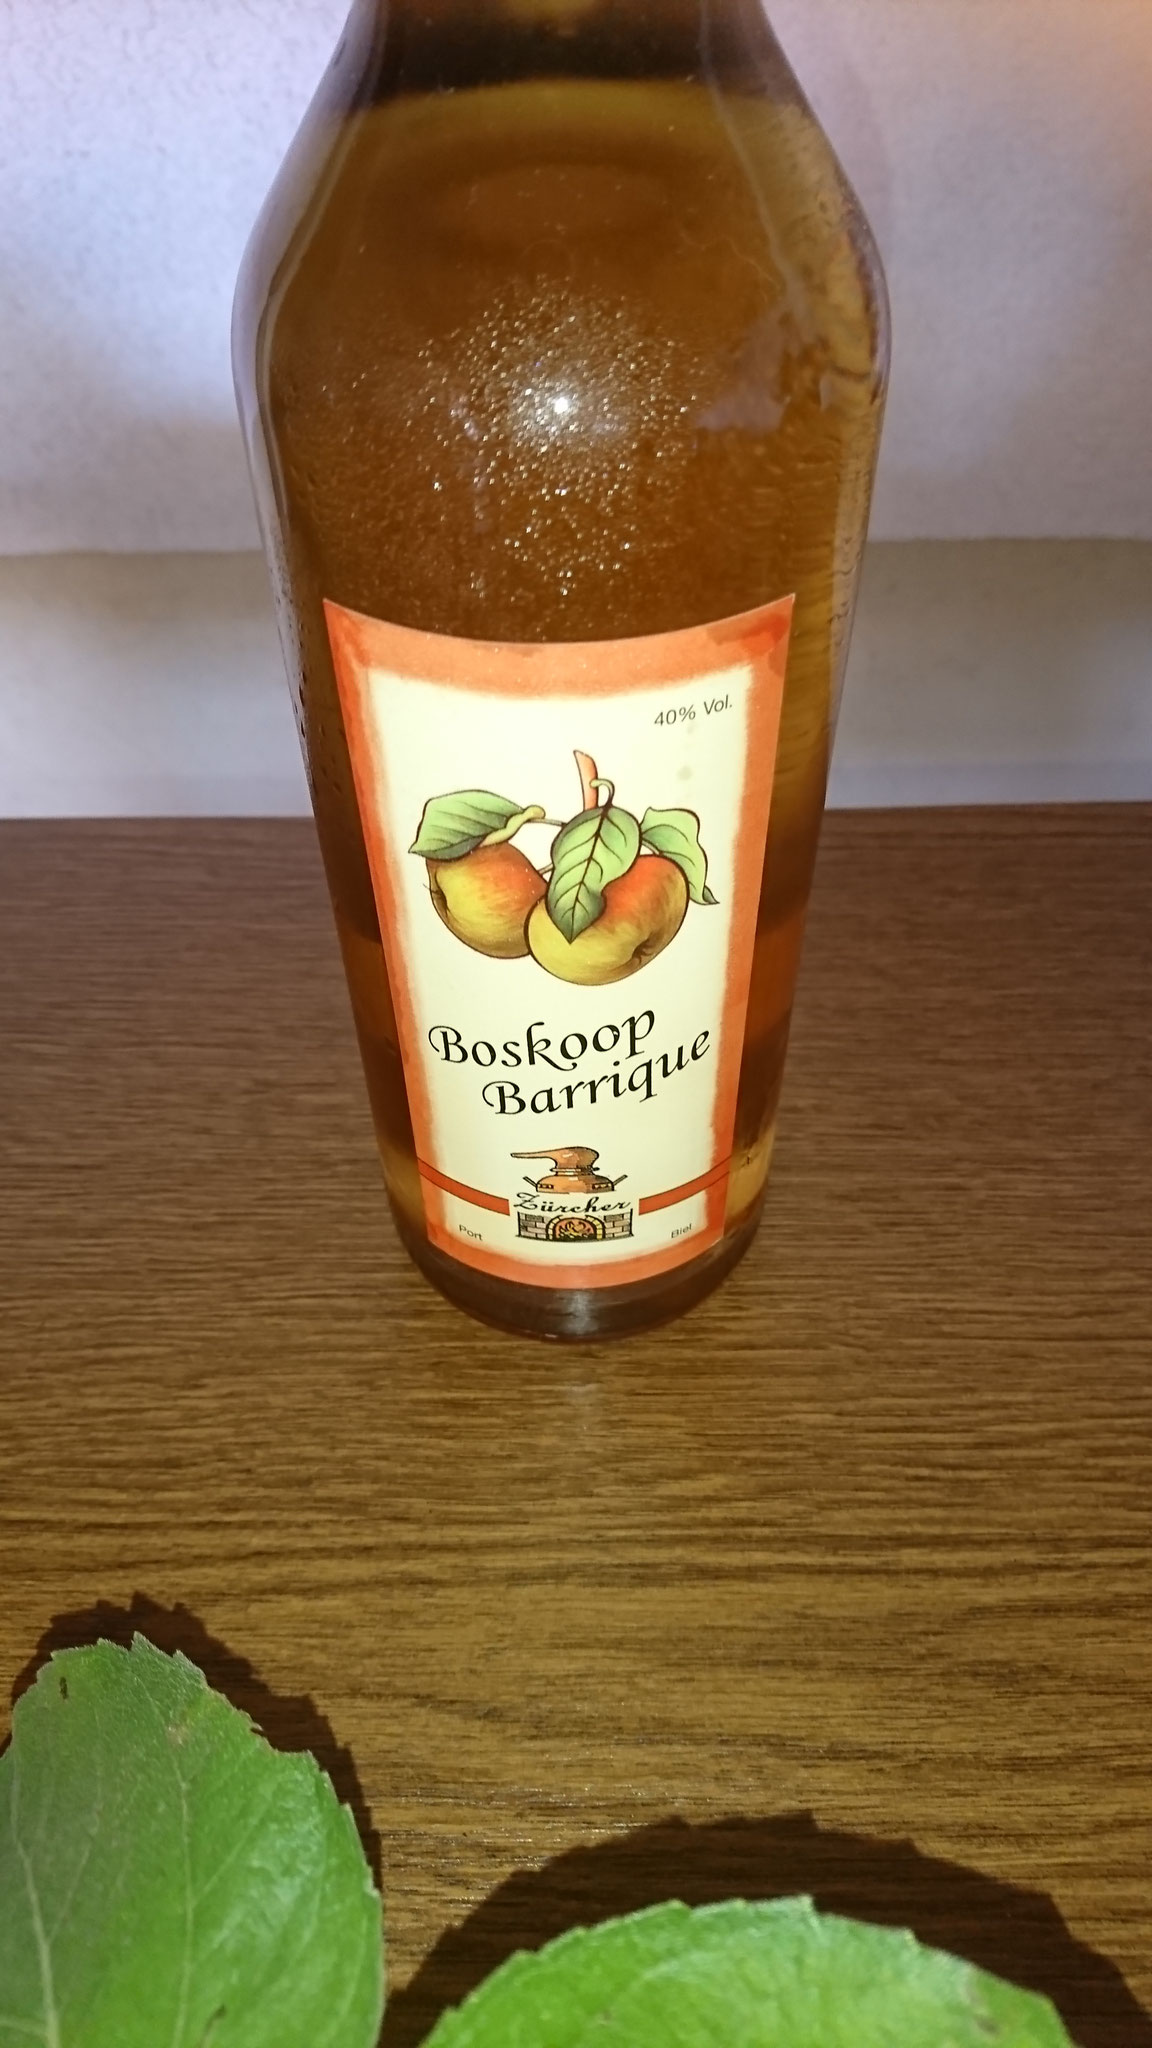 40% Vol.
Boskoop
Barrique
Zürcher
Port
Biel